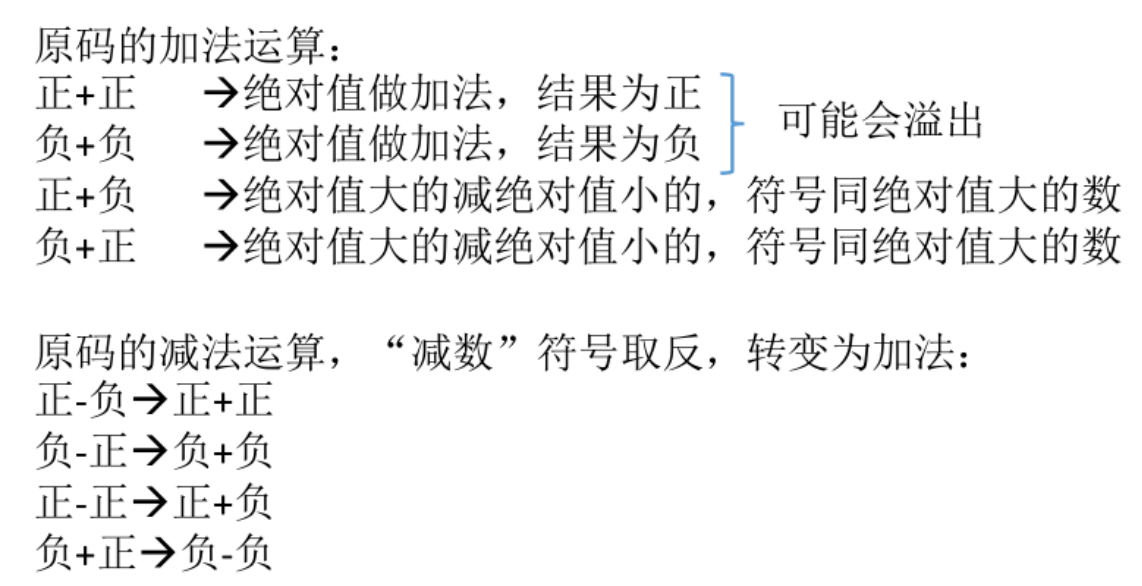 原码的加法运算：
正+正 →绝对值做加法，结果为正
负+负 →绝对值做加法，结果为负
可能会溢出
正+负 →绝对值大的减绝对值小的，符号同绝对值大的数
负+正 →绝对值大的减绝对值小的，符号同绝对值大的数
原码的减法运算，“减数”符号取反，转变为加法：
正-负→正+正
负-正→负+负
正-正→正+负
负+正→负-负